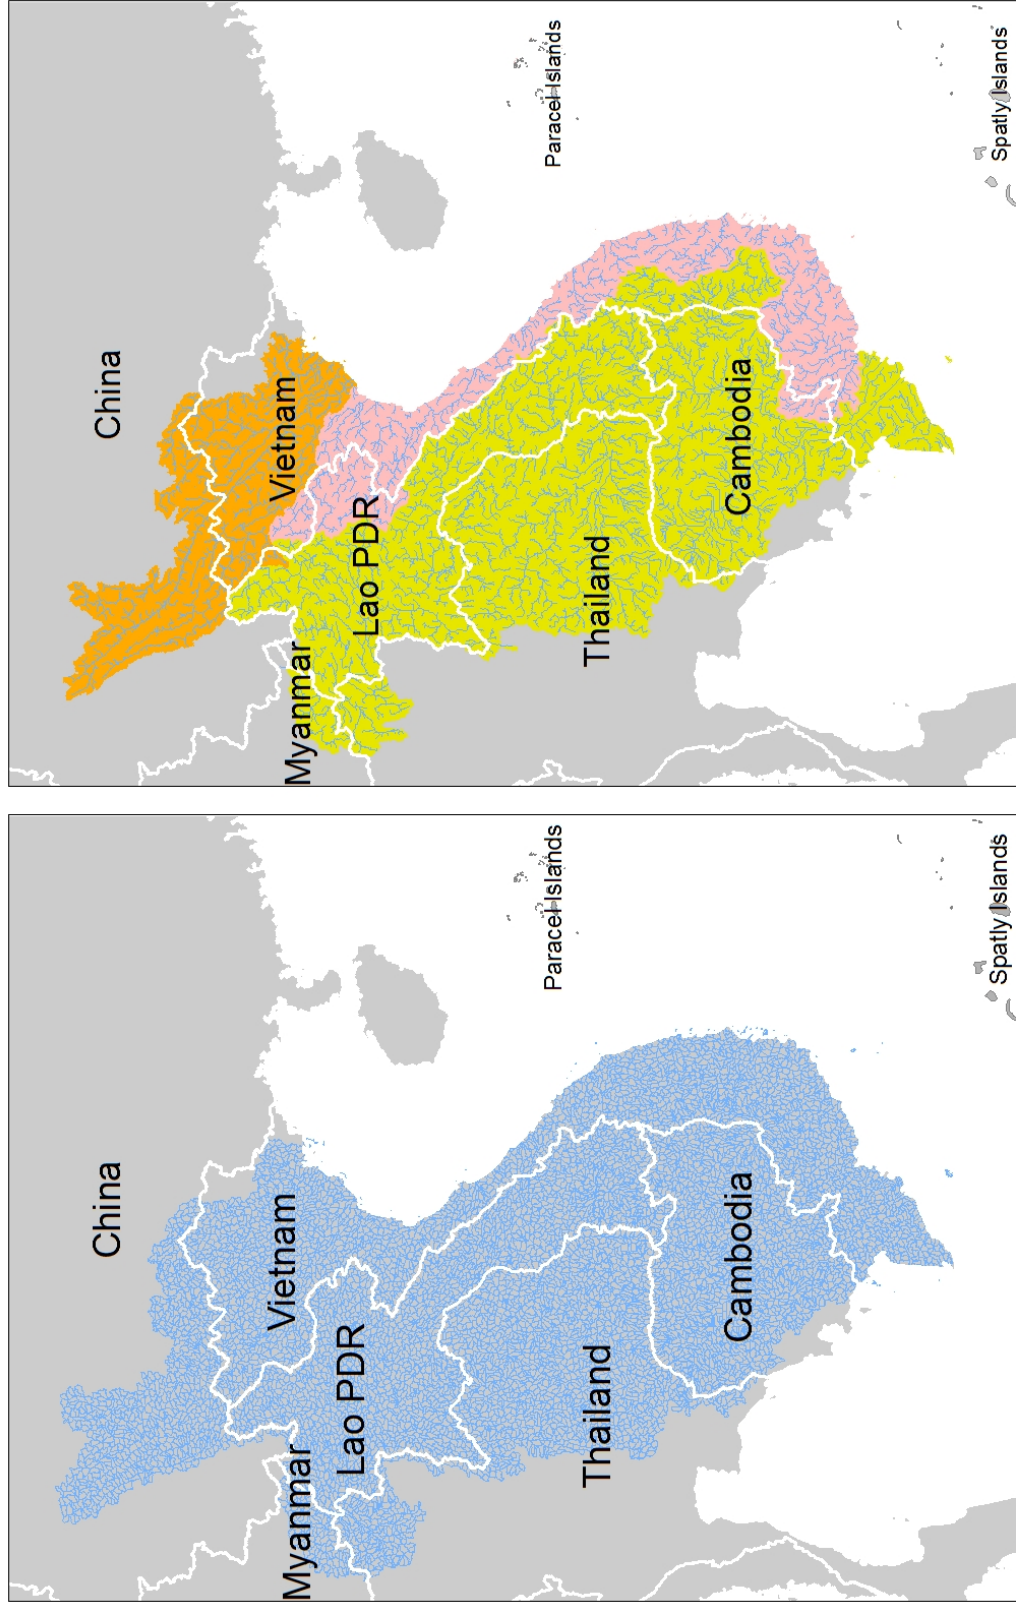 China
Vietnam
Myanmar
Lao PDR
Paracel Islands
Thailand
Cambodia
Spatly Islands
China
Vietnam
Myanmar
Lao PDR
Paracel Islands
Thailand
Cambodia
Spatly Islands